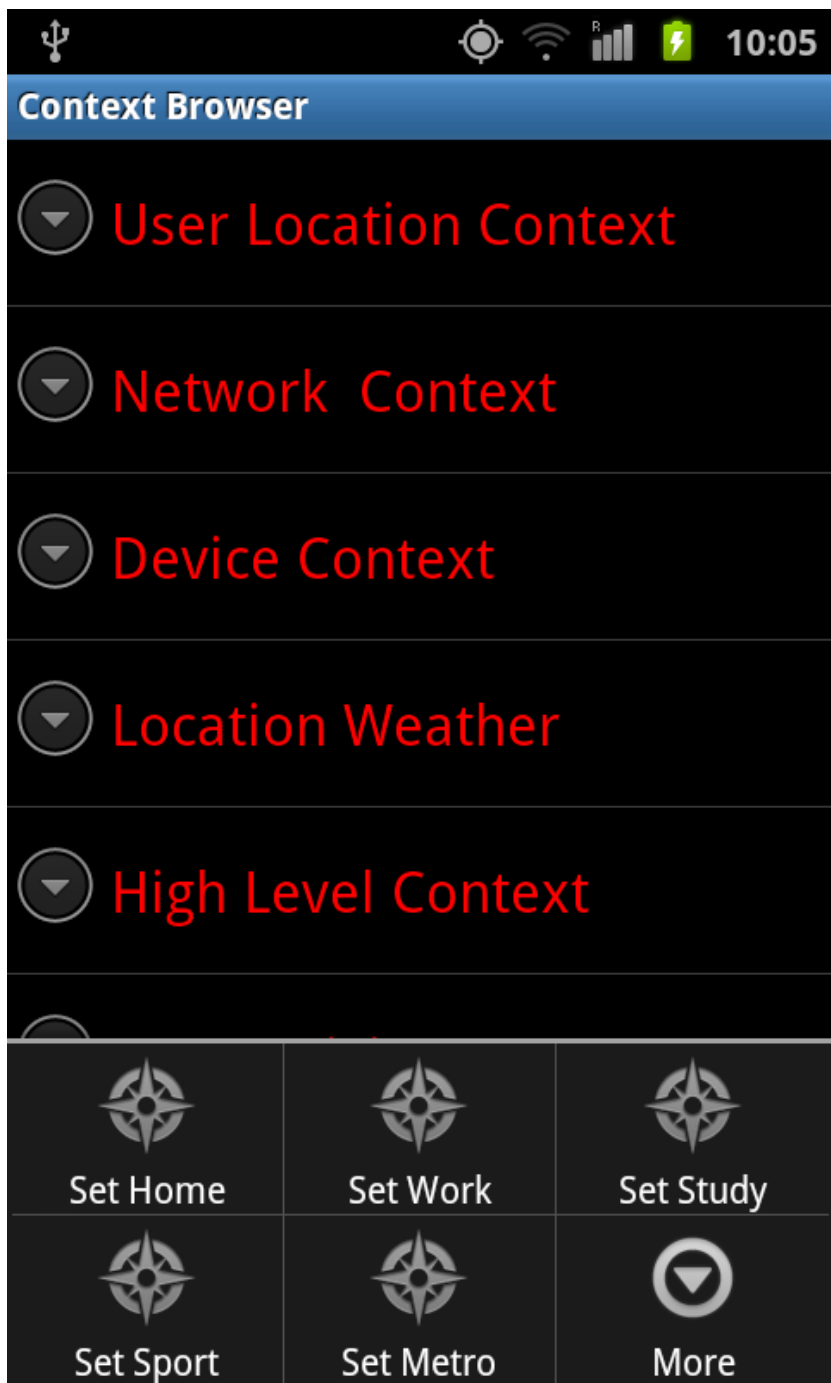 R
10:05
Context Browser
User Location Context
Network  Context
Device Context
Location Weather
High Level Context
Set Home
Set Work
Set Study
Set Sport
Set Metro
More